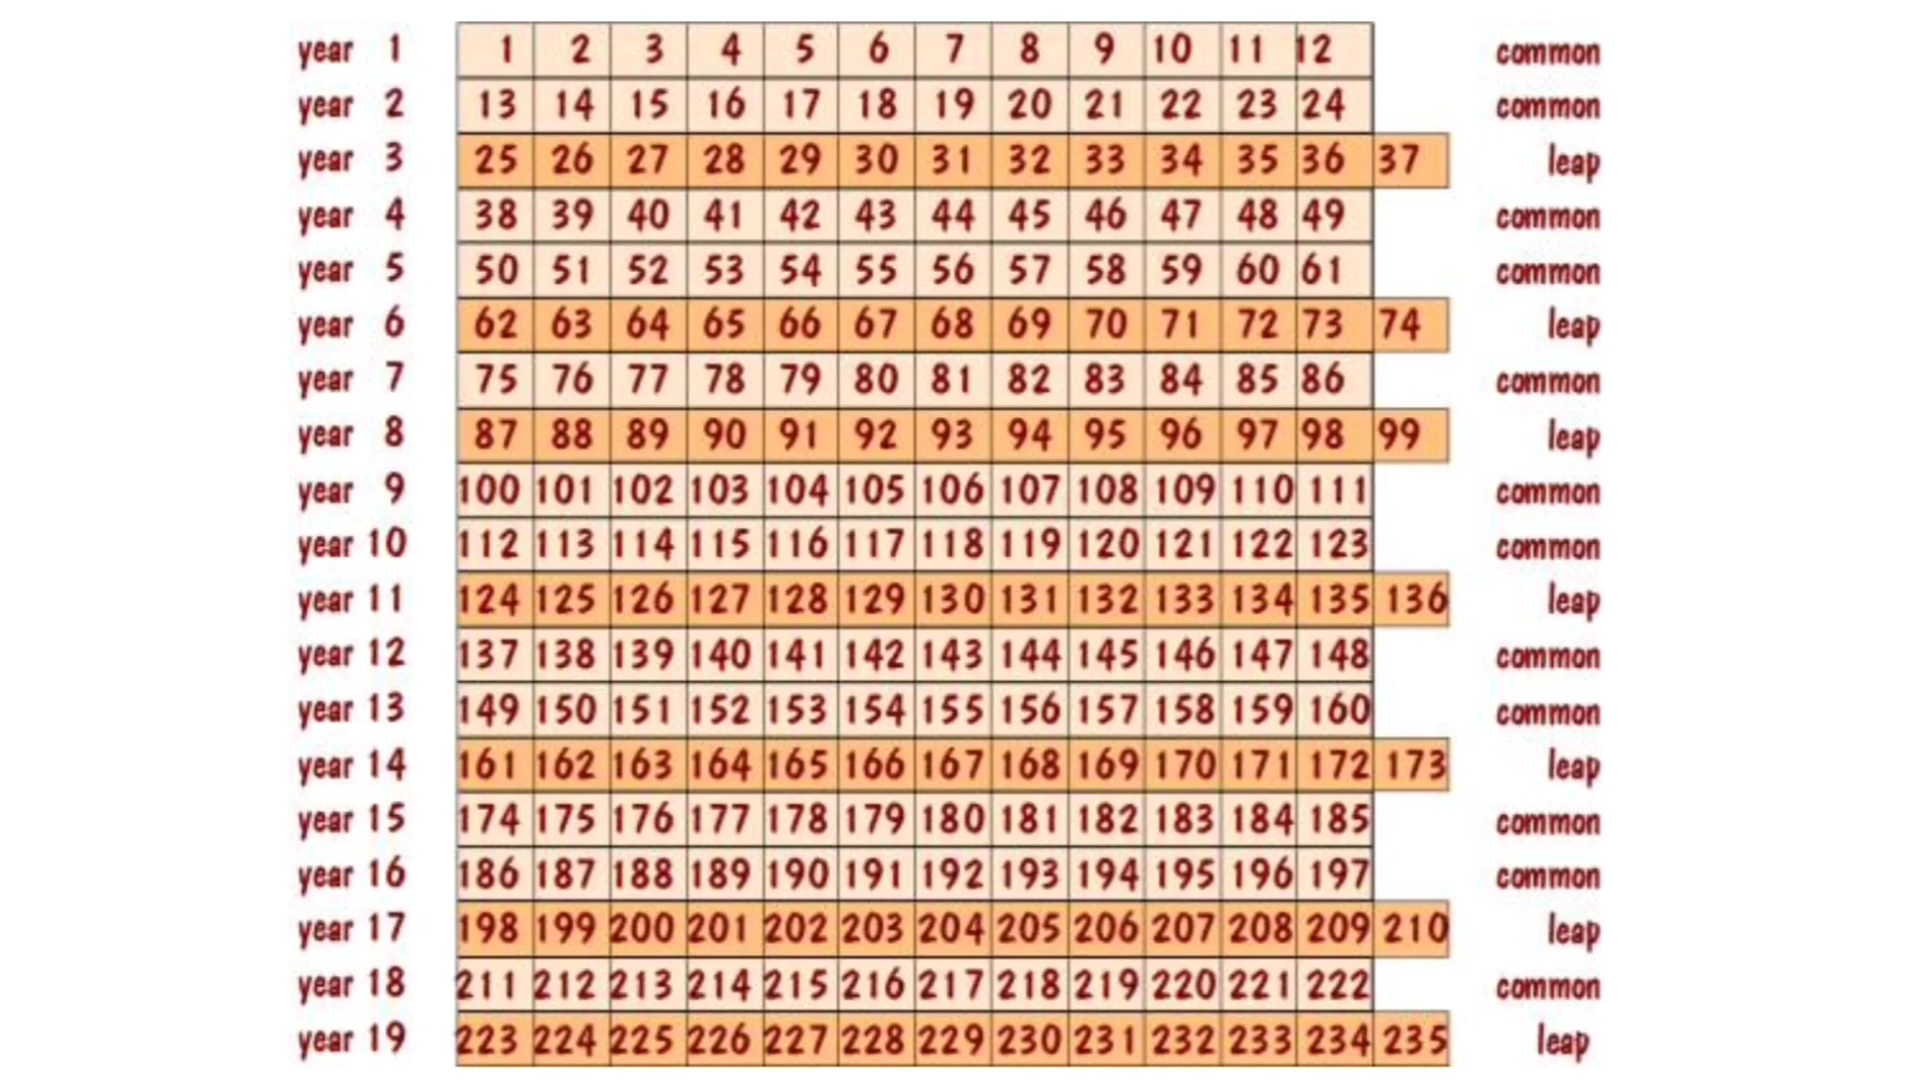 year 1 1 2 3 4 5 6 7 8 9 10 11 12 common
year 2 13 14 15 16 17 18 19 20 21 22 23 24 common
year 3 25 26 27 28 29 30 31 32 33 34 35 36 37 leap
year 4 38 39 40 41 42 43 44 45 46 47 48 49 common
year 5 50 51 52 53 54 55 56 57 58 59 60 61 common
year 6 62 63 64 65 66 67 68 69 70 71 72 73 74 leap
year 7 75 76 77 78 79 80 81 82 83 84 85 86 common
year 8 87 88 89 90 91 92 93 94 95 96 97 98 99 leap
year 9 100 101 102 103 104 105 106 107 108 109 110 111 common
year 10 112 113 114 115 116 117 118 119 120 121 122 123 common
year 11 124 125 126 127 128 129 130 131 132 133 134 135 136 leap
year 12 137 138 139 140 141 142 143 144 145 146 147 148 common
year 13 149 150 151 152 153 154 155 156 157 158 159 160 common
year 14 161 162 163 164 165 166 167 168 169 170 171 172 173 leap
year 15 174 175 176 177 178 179 180 181 182 183 184 185 common
year 16 186 187 188 189 190 191 192 193 194 195 196 197 common
year 17 198 199 200 201 202 203 204 205 206 207 208 209 210 leap
year 18 211 212 213 214 215 216 217 218 219 220 221 222 common
year 19 223 224 225 226 227 228 229 230 231 232 233 234 235 leap